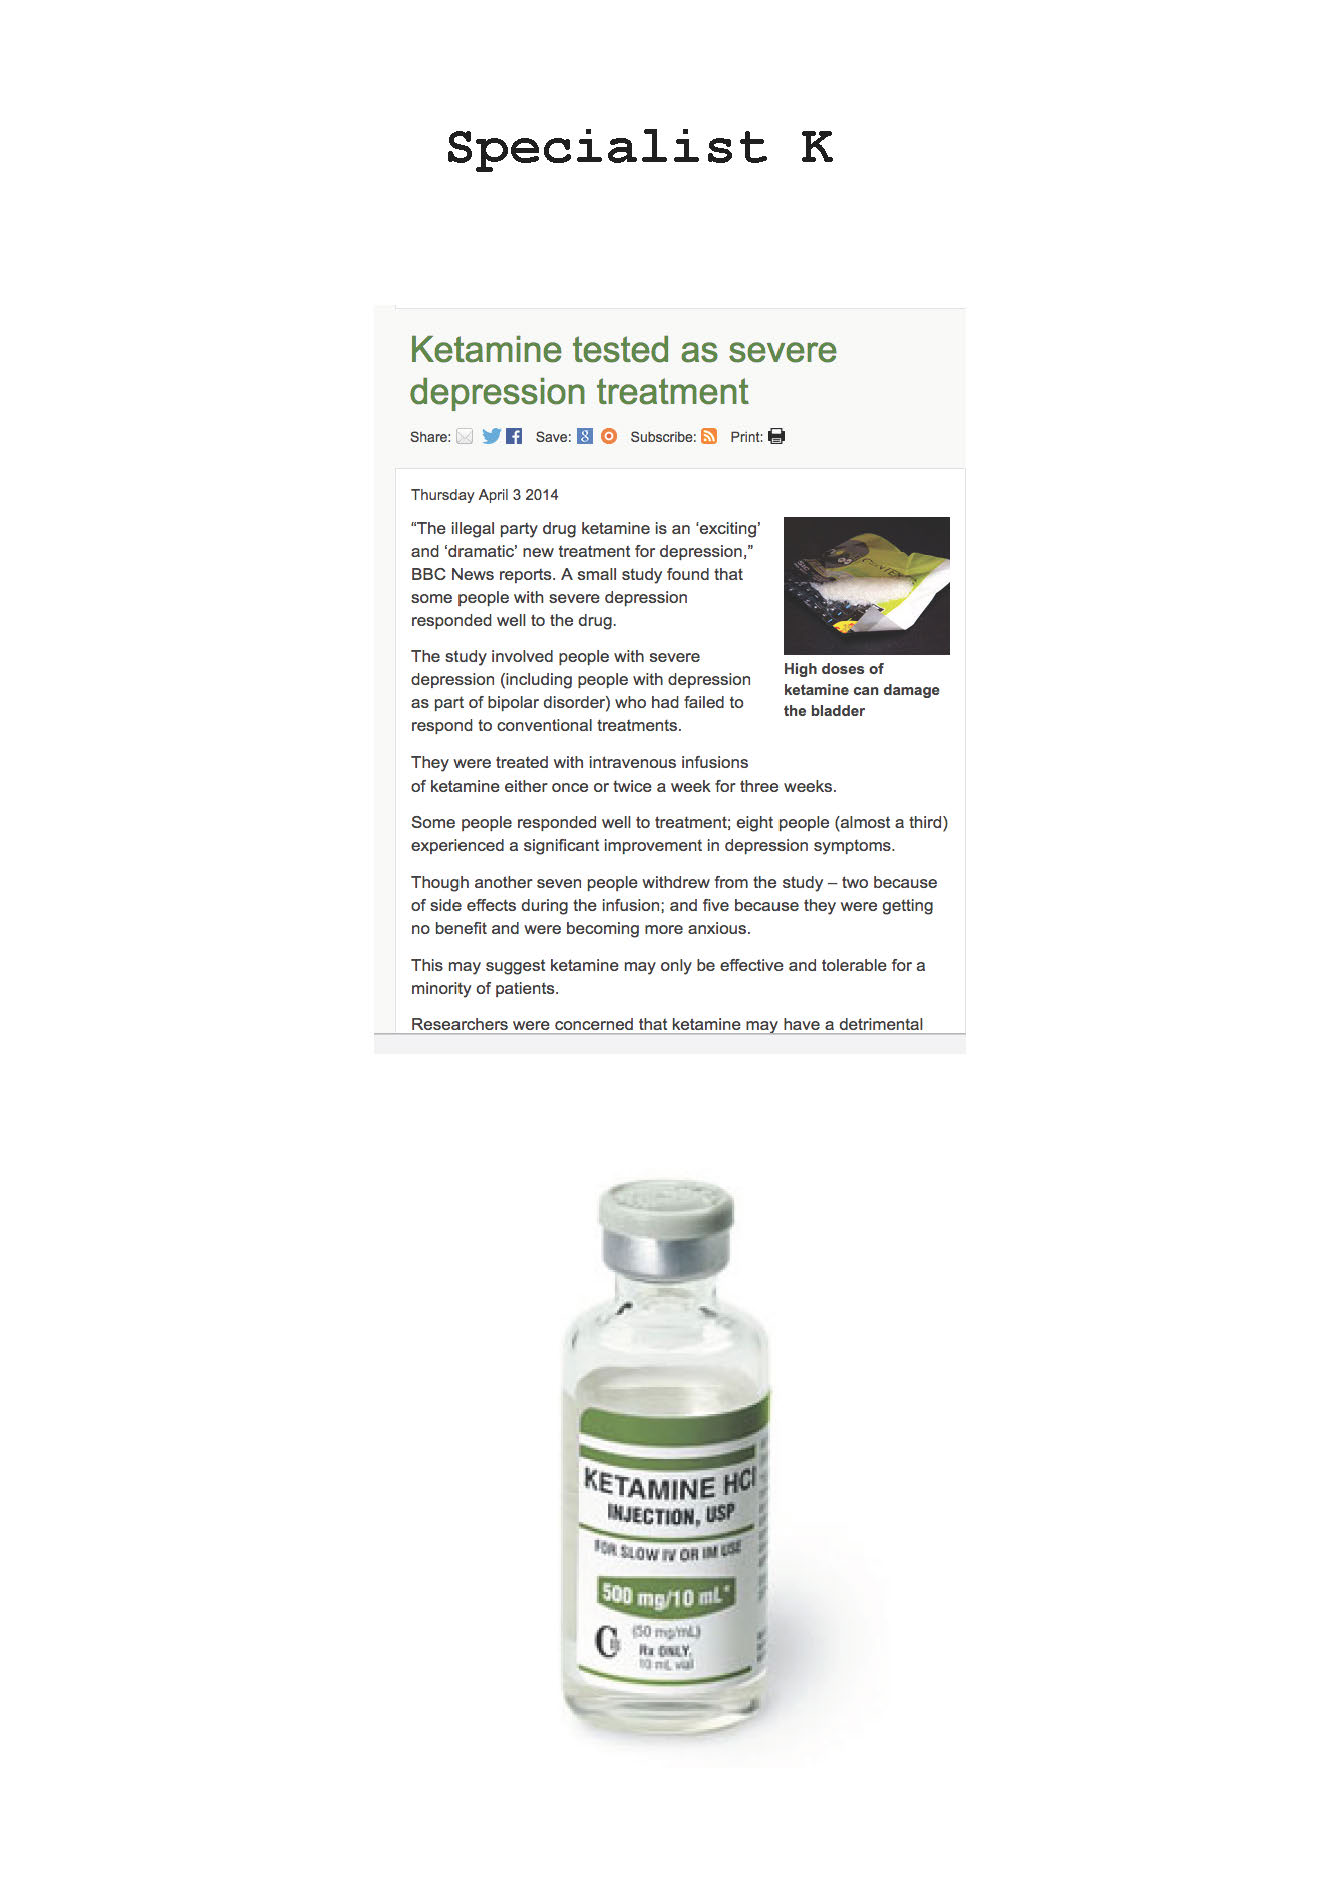 Specialist K
Ketamine tested as severe
depression treatment
Share: Save: Subscribe: Print:
Thursday April 3 2014
“The illegal party drug ketamine is an ‘exciting’
and ‘dramatic’ new treatment for depression,”
BBC News reports. A small study found that
some people with severe depression
responded well to the drug.
The study involved people with severe
depression (including people with depression
as part of bipolar disorder) who had failed to
respond to conventional treatments.
High doses of
ketamine can damage
the bladder
They were treated with intravenous infusions
of ketamine either once or twice a week for three weeks.
Some people responded well to treatment; eight people (almost a third)
experienced a significant improvement in depression symptoms.
Though another seven people withdrew from the study – two because
of side effects during the infusion; and five because they were getting
no benefit and were becoming more anxious.
This may suggest ketamine may only be effective and tolerable for a
minority of patients.
Researchers were concerned that ketamine may have a detrimental
KETAMINE HCl
INJECTION, USP
FOR SLOW IV OR IM USE
500 mg/10 mL*
(50 mg/mL)
Rx ONLY.
10 mL vial